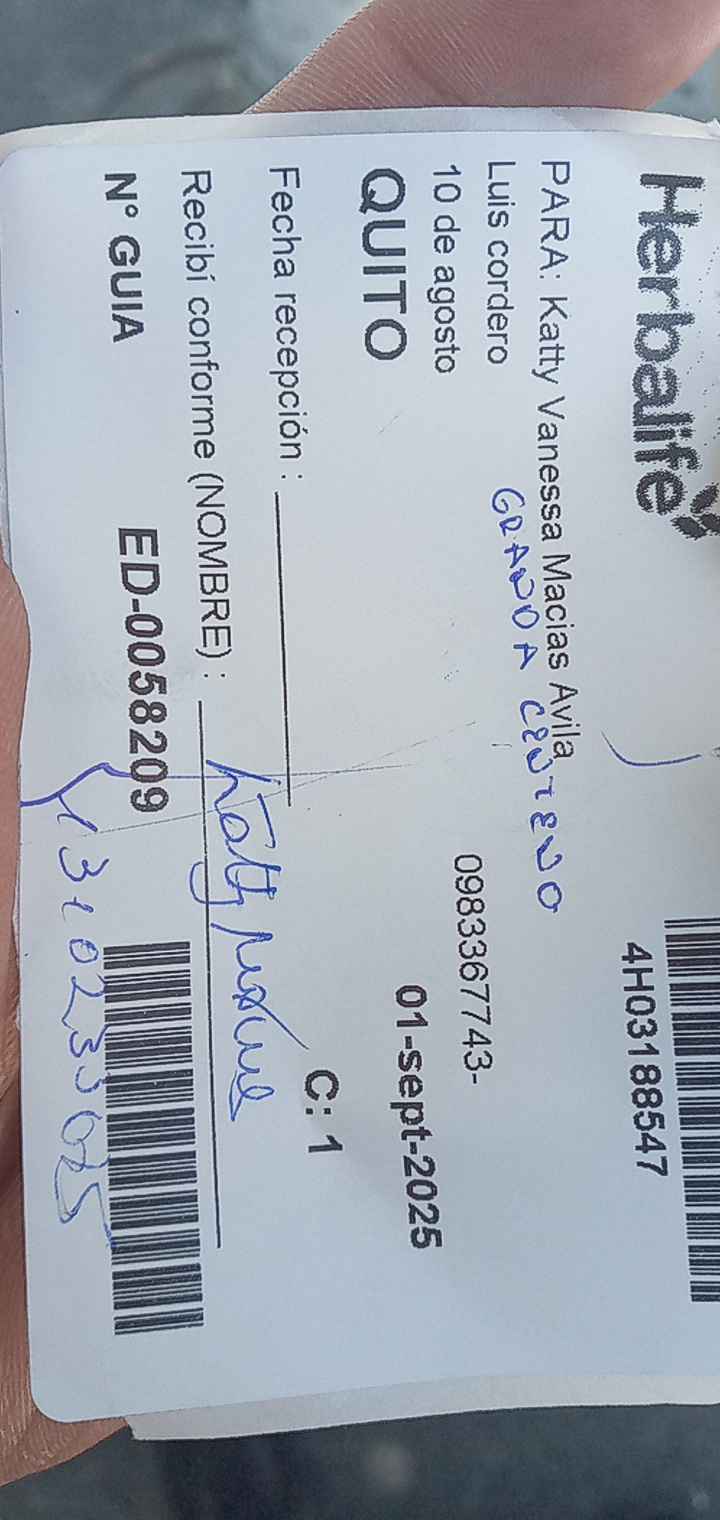 Herbalife
4H03188547
PARA: Katty Vanessa Macias Avila
GRANDA CENTENO
Luis cordero
10 de agosto
0983367743-
QUITO
01-sept-2025
Fecha recepción :
C: 1
Recibí conforme (NOMBRE) :
Katty
N° GUIA
ED-0058209